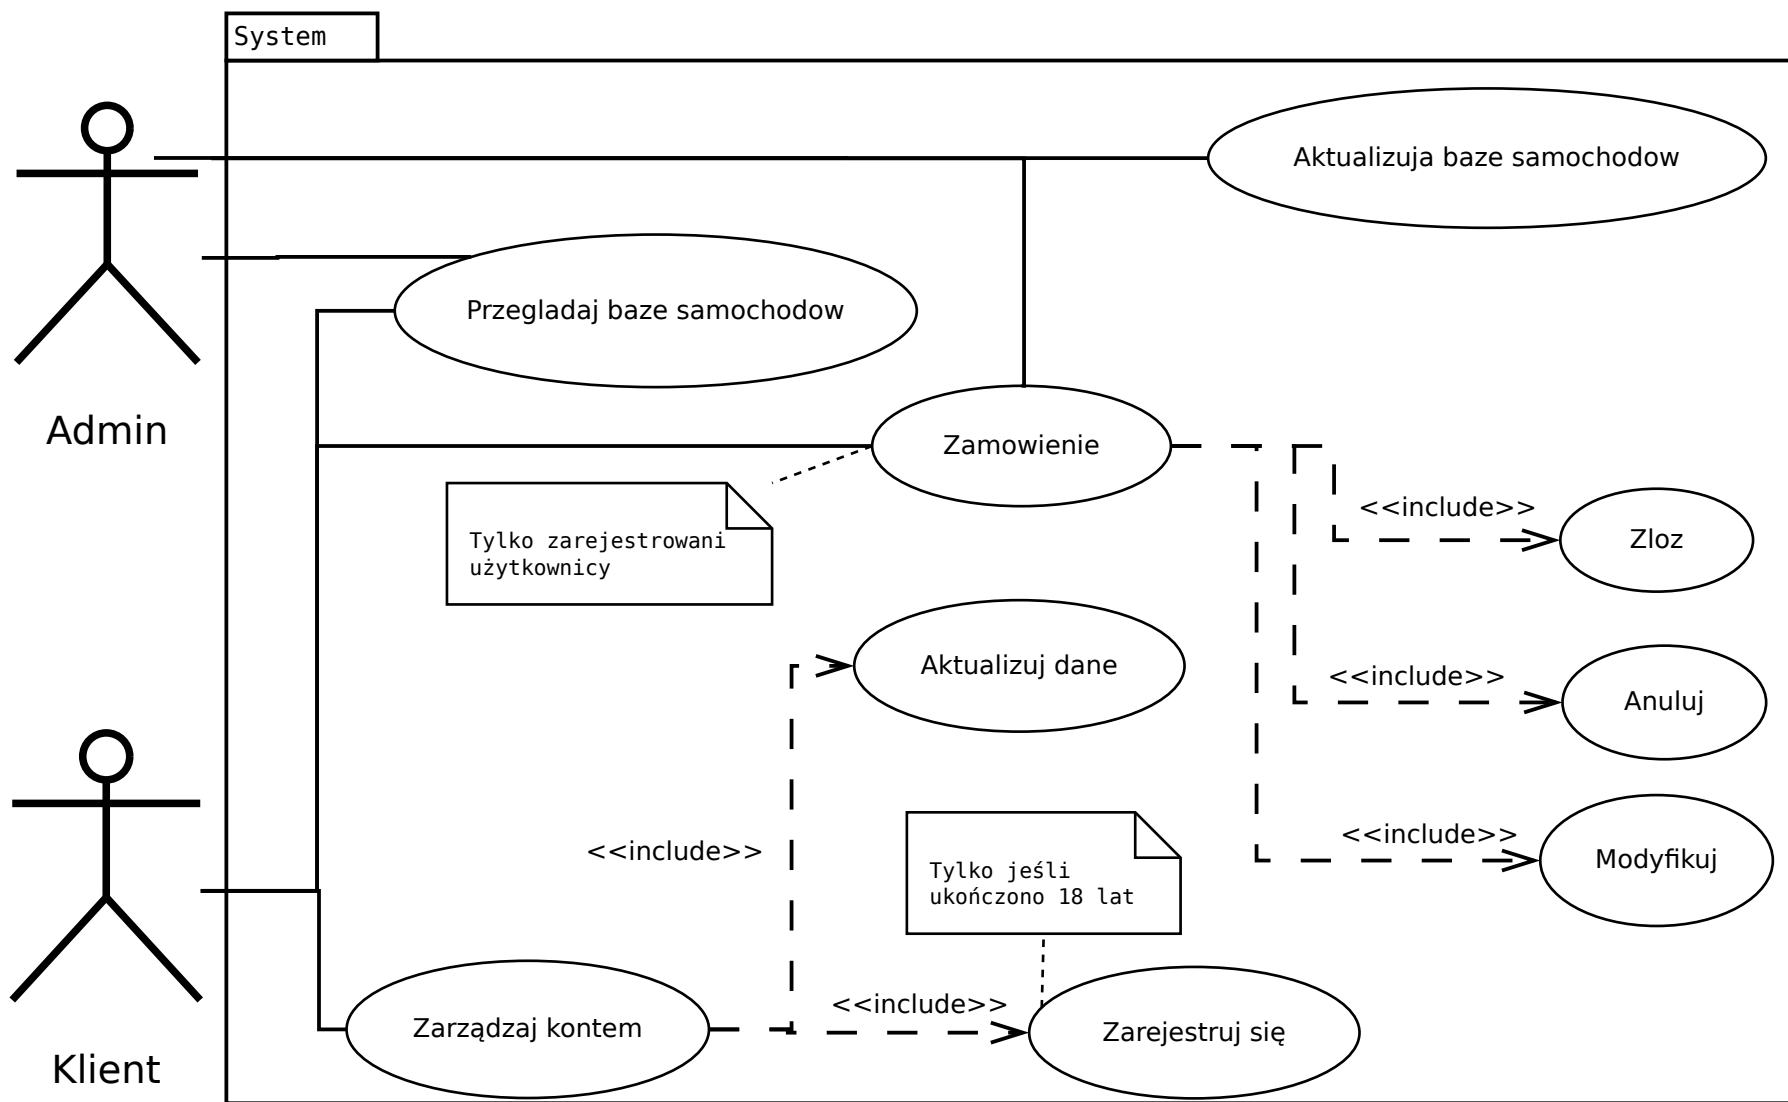 System
Aktualizuja baze samochodow
Przegladaj baze samochodow
Admin
Zamowienie
<<include>>
Zloz
Tylko zarejestrowani
użytkownicy
Aktualizuj dane
<<include>>
Anuluj
<<include>>
<<include>>
Modyfikuj
Tylko jeśli
ukończono 18 lat
<<include>>
Zarządzaj kontem
Zarejestruj się
Klient